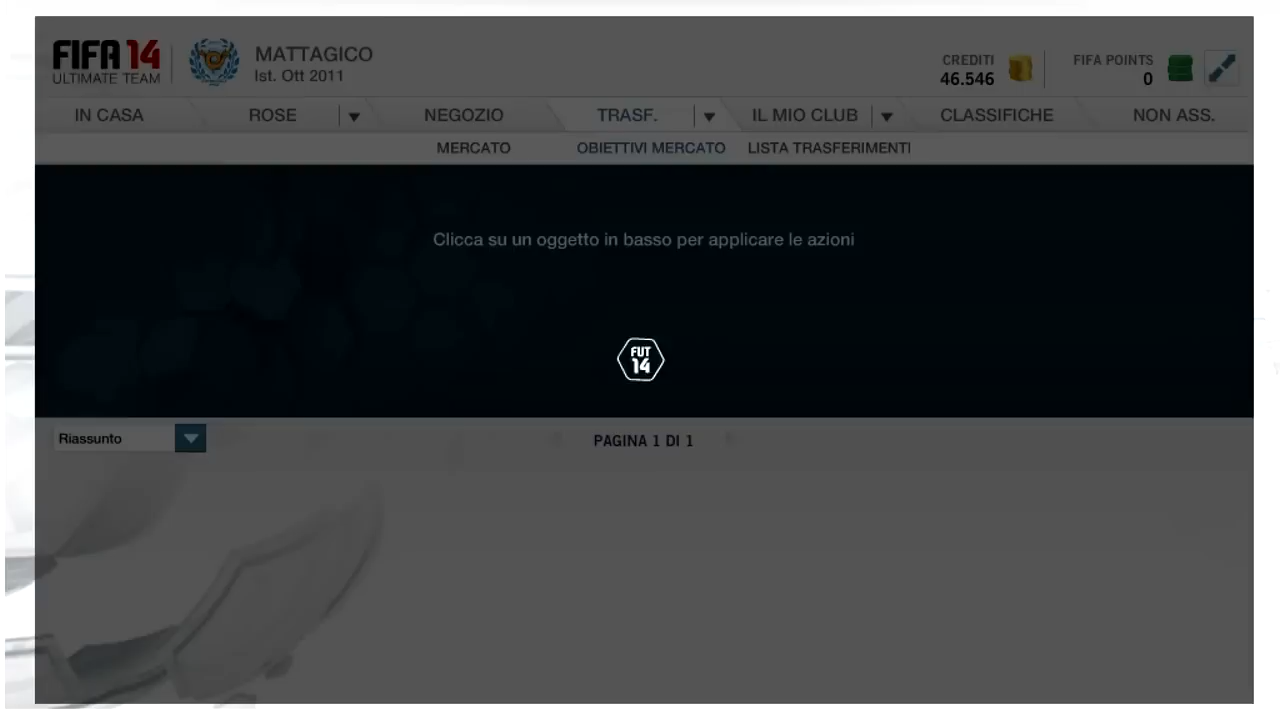 FIFA 14
ULTIMATE TEAM
MATTAGICO
Ist. Ott 2011
CREDITI
46.546
FIFA POINTS
0
IN CASA ROSE NEGOZIO TRASF. IL MIO CLUB CLASSIFICHE NON ASS.
MERCATO OBIETTIVI MERCATO LISTA TRASFERIMENTI
Clicca su un oggetto in basso per applicare le azioni
FUT
14
Riassunto
PAGINA 1 DI 1